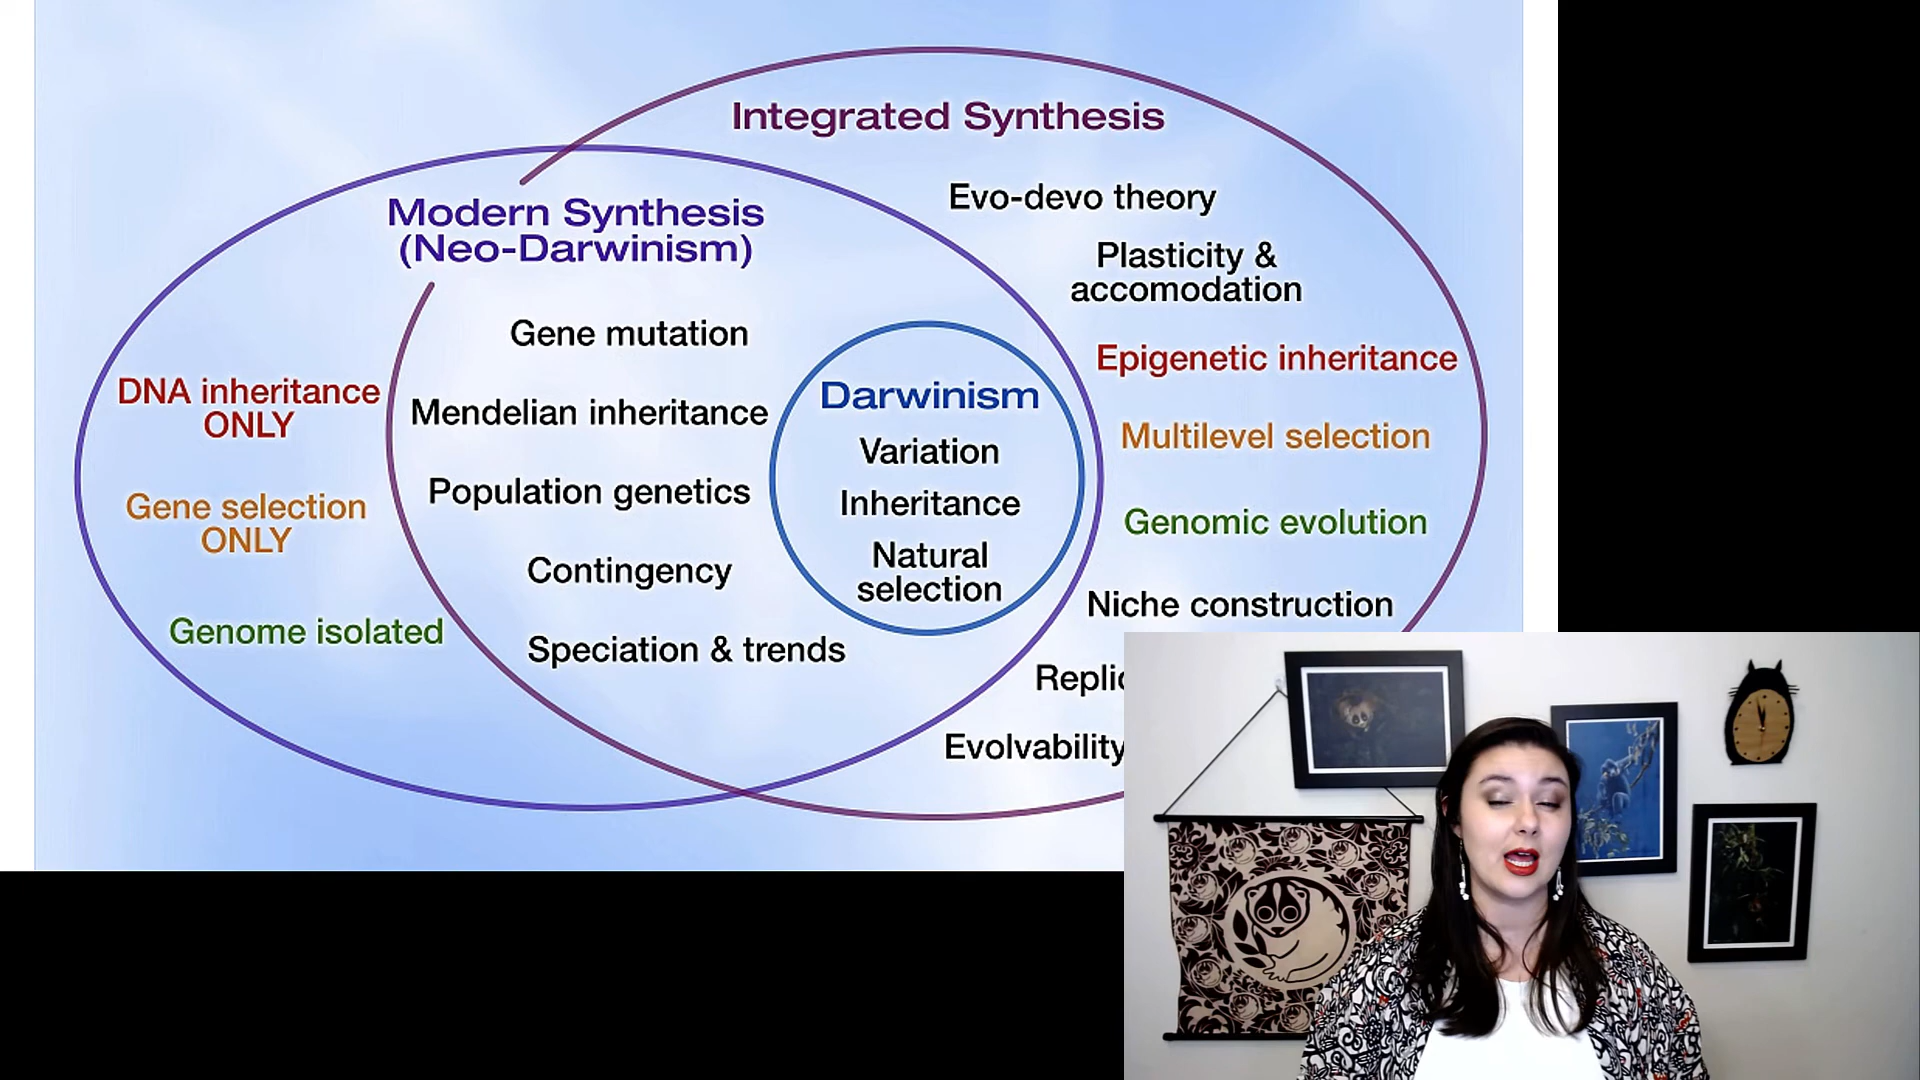 Integrated Synthesis
Modern Synthesis
(Neo-Darwinism)
Evo-devo theory
Plasticity &
accomodation
Gene mutation
Epigenetic inheritance
DNA inheritance
ONLY
Mendelian inheritance
Darwinism
Variation
Inheritance
Natural
selection
Multilevel selection
Gene selection
ONLY
Population genetics
Genomic evolution
Contingency
Niche construction
Genome isolated
Speciation & trends
Evolvability